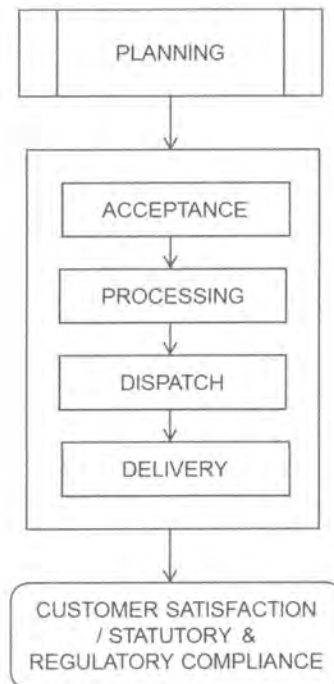 PLANNING
ACCEPTANCE
PROCESSING
DISPATCH
DELIVERY
CUSTOMER SATISFACTION
/ STATUTORY &
REGULATORY COMPLIANCE